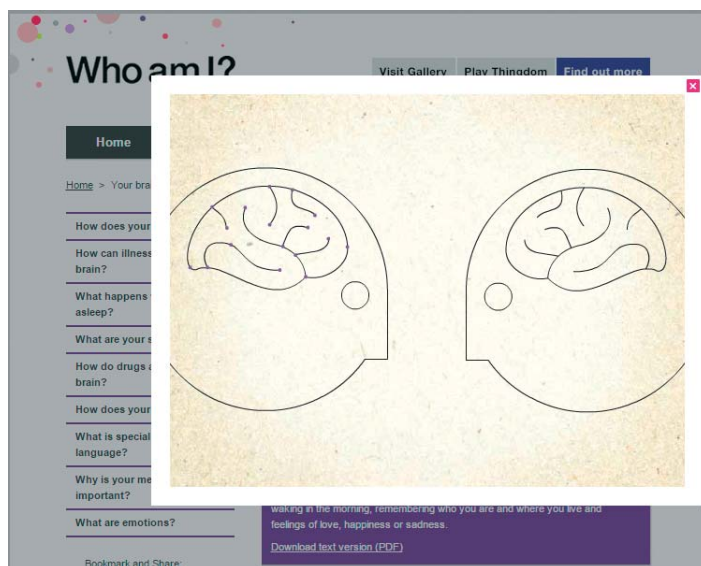 Who am I?
Visit Gallery
Play Thingdom
Find out more
Home
Home > Your bra
How does your
How can illness
brain?
What happens
asleep?
What are your s
How do drugs a
brain?
How does your
What is special
language?
Why is your me
important?
What are emotions?
Bookmark and Share:
waking in the morning, remembering who you are and where you live and
feelings of love, happiness or sadness.
Download text version (PDF)